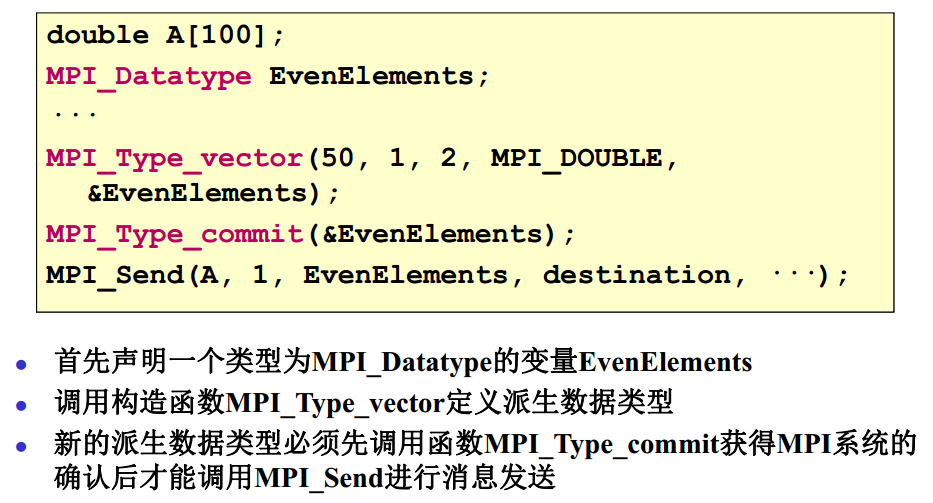 double A[100];
MPI_Datatype EvenElements;
···
MPI_Type_vector(50, 1, 2, MPI_DOUBLE,
&EvenElements);
MPI_Type_commit(&EvenElements);
MPI_Send(A, 1, EvenElements, destination, ···);
● 首先声明一个类型为MPI_Datatype的变量EvenElements
● 调用构造函数MPI_Type_vector定义派生数据类型
● 新的派生数据类型必须先调用函数MPI_Type_commit获得MPI系统的
确认后才能调用MPI_Send进行消息发送